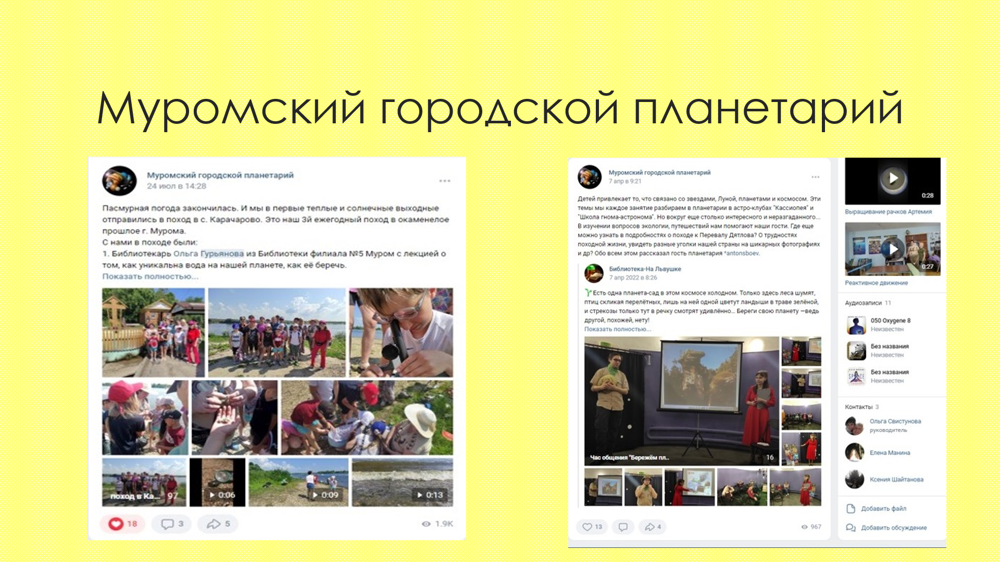 Муромский городской планетарий
Муромский городской планетарий
24 июл в 14:28
Пасмурная погода закончилась. И мы в первые теплые и солнечные выходные
отправились в поход в с. Карачарово. Это наш 3й ежегодный поход в окаменелое
прошлое г. Мурома.
С нами в походе были:
1. Библиотекарь Ольга Гурьянова из Библиотеки филиала №5 Муром с лекцией о
том, как уникальна вода на нашей планете, как её беречь.
Показать полностью...
поход в Ка... 97
0:06
0:09
0:13
18
3
5
1.9K
Муромский городской планетарий
7 апр в 9:21
Детей привлекает то, что связано со звездами, Луной, планетами и космосом. Эти
темы мы каждое занятие разбираем в планетарии в астро-клубах "Кассиопея" и
"Школа гнома-астронома". Но вокруг еще столько интересного и неразгаданного...
В изучении вопросов экологии, путешествий нам помогают наши гости. Где еще
можно узнать в подробностях о походе к Перевалу Дятлова? О трудностях
походной жизни, увидеть разные уголки нашей страны на шикарных фотографиях
и др? Обо всем этом рассказал гость планетария *antonsboev.
Библиотека-На Львушке
7 апр 2022 в 8:26
Есть одна планета-сад в этом космосе холодном. Только здесь леса шумят,
птиц скликая перелётных, лишь на ней одной цветут ландыши в траве зелёной,
и стрекозы только тут в речку смотрят удивлённо... Береги свою планету —ведь
другой, похожей, нету!
Показать полностью...
Час общения "Бережём пл.. 16
13
4
967
0:28
Выращивание рачков Артемия
0:27
Реактивное движение
Аудиозаписи 11
050 Oxygene 8
Неизвестен
Без названия
Неизвестен
SPACE
Без названия
Неизвестен
Контакты 3
Ольга Свистунова
руководитель
Елена Манина
Ксения Шайтанова
Добавить файл
Добавить обсуждение